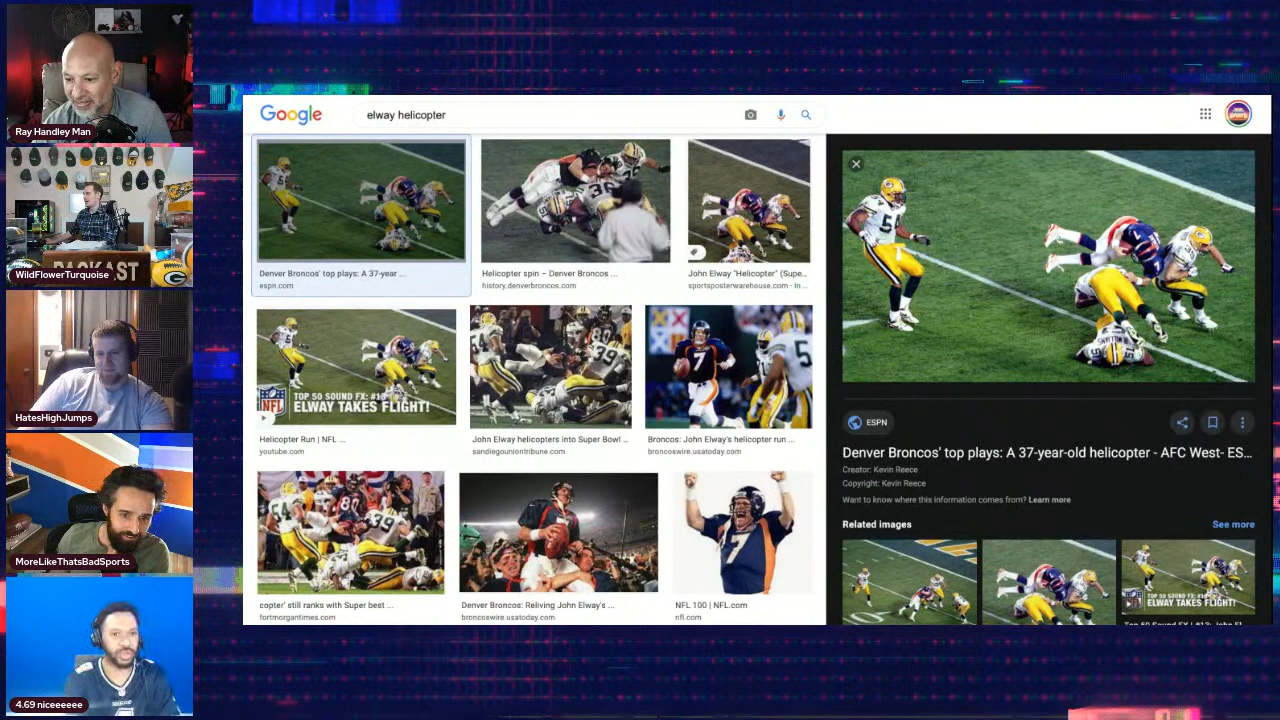 Ray Handley Man
PACKAST
WildFlowerTurquoise
HatesHighJumps
MoreLikeThatsBadSports
4.69 niceeeeee
Google
elway helicopter
Denver Broncos' top plays: A 37-year ...
espn.com
Helicopter spin – Denver Broncos ...
history.denverbroncos.com
John Elway "Helicopter" (Supe...
sportsposterwarehouse.com · In ...
NFL
TOP 50 SOUND FX: #13
ELWAY TAKES FLIGHT!
Helicopter Run | NFL ...
youtube.com
John Elway helicopters into Super Bowl ...
sandiegouniontribune.com
7
Broncos: John Elway's helicopter run ...
broncoswire.usatoday.com
copter' still ranks with Super best ...
fortmorgantimes.com
Denver Broncos: Reliving John Elway's ...
broncoswire.usatoday.com
NFL 100 | NFL.com
nfl.com
ESPN
Denver Broncos' top plays: A 37-year-old helicopter - AFC West- ES...
Creator: Kevin Reece
Copyright: Kevin Reece
Want to know where this information comes from? Learn more
Related images
See more
ELWAY TAKES FLIGHT!